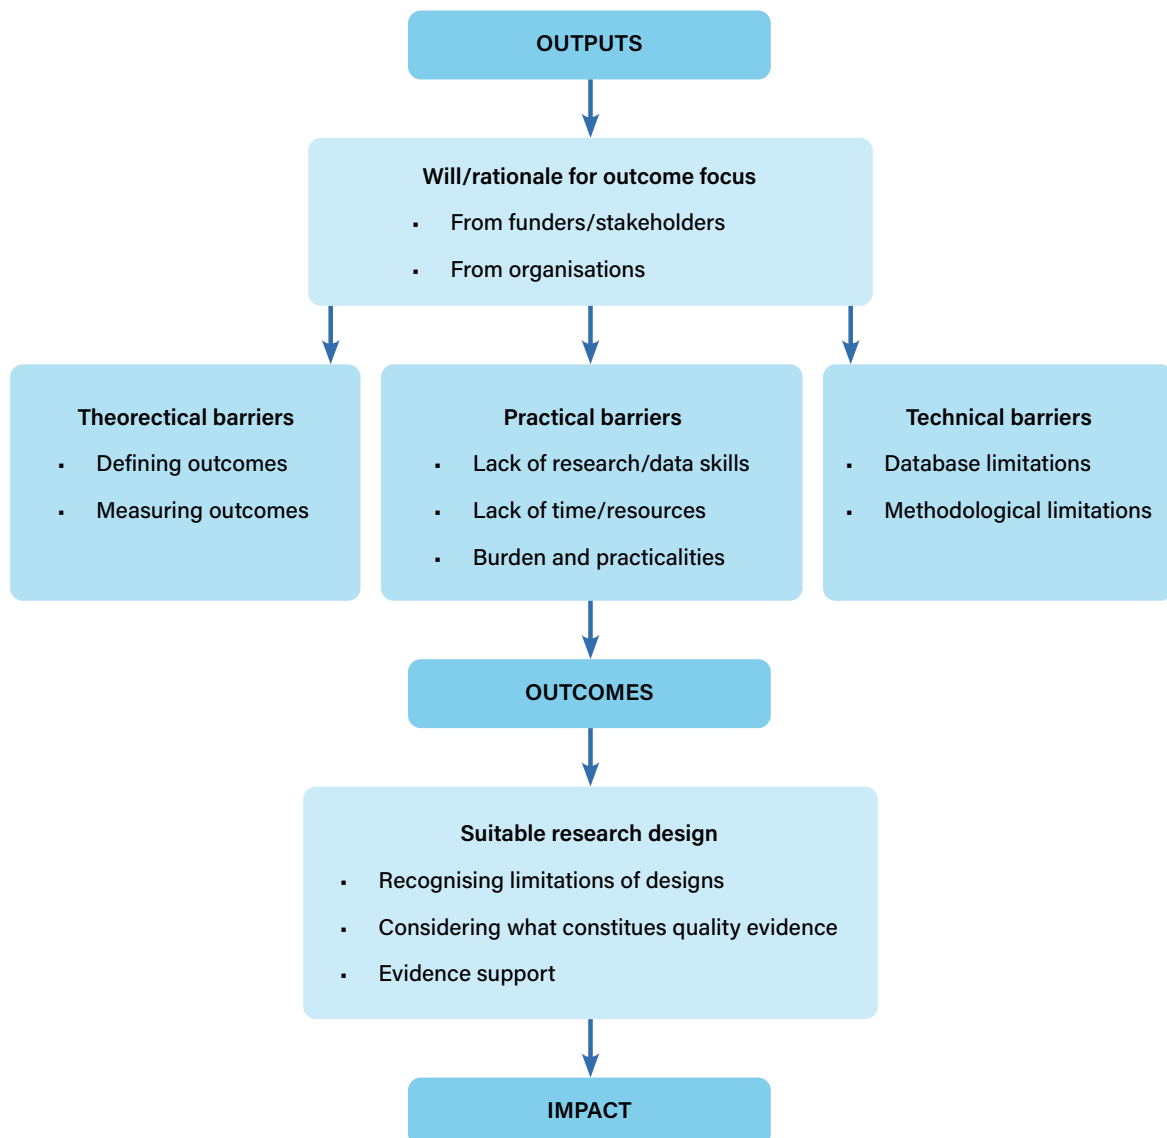 OUTPUTS
Will/rationale for outcome focus
▪ From funders/stakeholders
▪ From organisations
Theorectical barriers
▪ Defining outcomes
▪ Measuring outcomes
Practical barriers
▪ Lack of research/data skills
▪ Lack of time/resources
▪ Burden and practicalities
Technical barriers
▪ Database limitations
▪ Methodological limitations
OUTCOMES
Suitable research design
▪ Recognising limitations of designs
▪ Considering what constitues quality evidence
▪ Evidence support
IMPACT